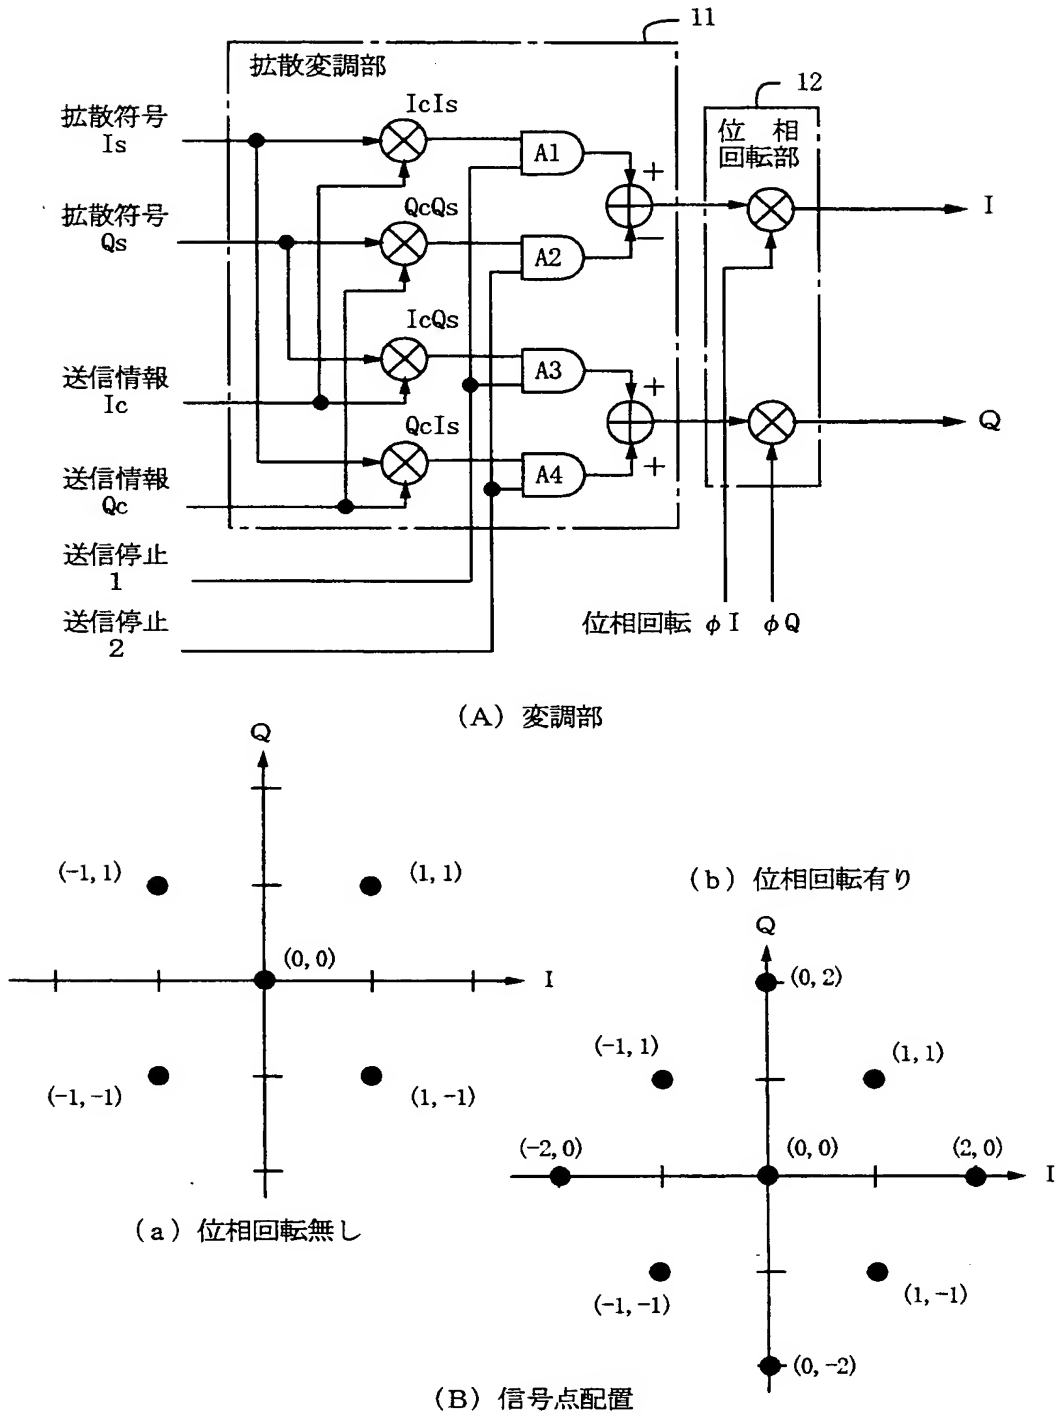 11
拡散変調部
12
拡散符号
Is
IcIs
A1
+
位 相
回転部
I
拡散符号
Qs
QcQs
A2
−
IcQs
送信情報
Ic
A3
+
Q
QcIs
送信情報
Qc
A4
+
送信停止
1
送信停止
2
位相回転 φI φQ
(A) 変調部
Q
(-1, 1)
(1, 1)
(0, 0)
I
(-1, -1)
(1, -1)
(a) 位相回転無し
(b) 位相回転有り
Q
(0, 2)
(-1, 1)
(1, 1)
(-2, 0)
(0, 0)
(2, 0)
I
(-1, -1)
(1, -1)
(0, -2)
(B) 信号点配置